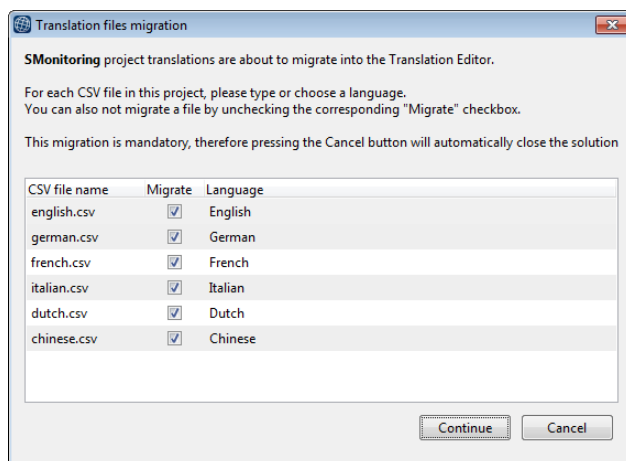 Translation files migration
SMonitoring project translations are about to migrate into the Translation Editor.
For each CSV file in this project, please type or choose a language.
You can also not migrate a file by unchecking the corresponding "Migrate" checkbox.
This migration is mandatory, therefore pressing the Cancel button will automatically close the solution
CSV file name Migrate Language
english.csv English
german.csv German
french.csv French
italian.csv Italian
dutch.csv Dutch
chinese.csv Chinese
Continue Cancel